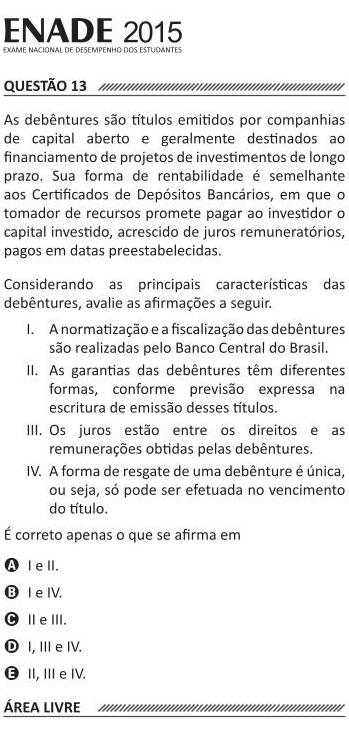 ENADE 2015
EXAME NACIONAL DE DESEMPENHO DOS ESTUDANTES
QUESTÃO 13
As debêntures são títulos emitidos por companhias
de capital aberto e geralmente destinados ao
financiamento de projetos de investimentos de longo
prazo. Sua forma de rentabilidade é semelhante
aos Certificados de Depósitos Bancários, em que o
tomador de recursos promete pagar ao investidor o
capital investido, acrescido de juros remuneratórios,
pagos em datas preestabelecidas.
Considerando as principais características das
debêntures, avalie as afirmações a seguir.
I. A normatização e a fiscalização das debêntures
são realizadas pelo Banco Central do Brasil.
II. As garantias das debêntures têm diferentes
formas, conforme previsão expressa na
escritura de emissão desses títulos.
III. Os juros estão entre os direitos e as
remunerações obtidas pelas debêntures.
IV. A forma de resgate de uma debênture é única,
ou seja, só pode ser efetuada no vencimento
do título.
É correto apenas o que se afirma em
A I e II.
B I e IV.
C II e III.
D I, III e IV.
E II, III e IV.
ÁREA LIVRE